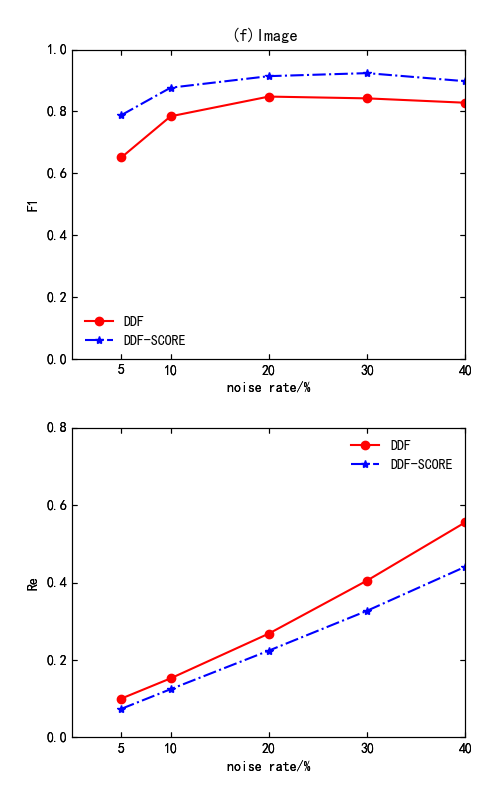 (f) Image
1.0
0.8
0.6
0.4
0.2
0.0
F1
DDF
DDF-SCORE
5 10 20 30 40
noise rate/%
0.8
0.6
0.4
0.2
0.0
Re
DDF
DDF-SCORE
5 10 20 30 40
noise rate/%